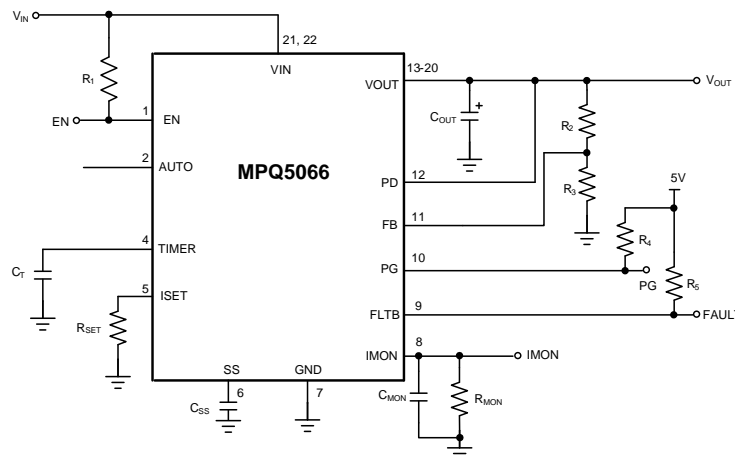 VIN
21, 22
VIN
13-20
VOUT
VOUT
R1
COUT
+
R2
1
EN
EN
2
AUTO
MPQ5066
12
PD
R3
5V
11
FB
4
TIMER
R4
10
PG
PG
R5
CT
5
ISET
9
FLTB
FAULT
RSET
8
IMON
IMON
SS
GND
6
7
CSS
CMON
RMON